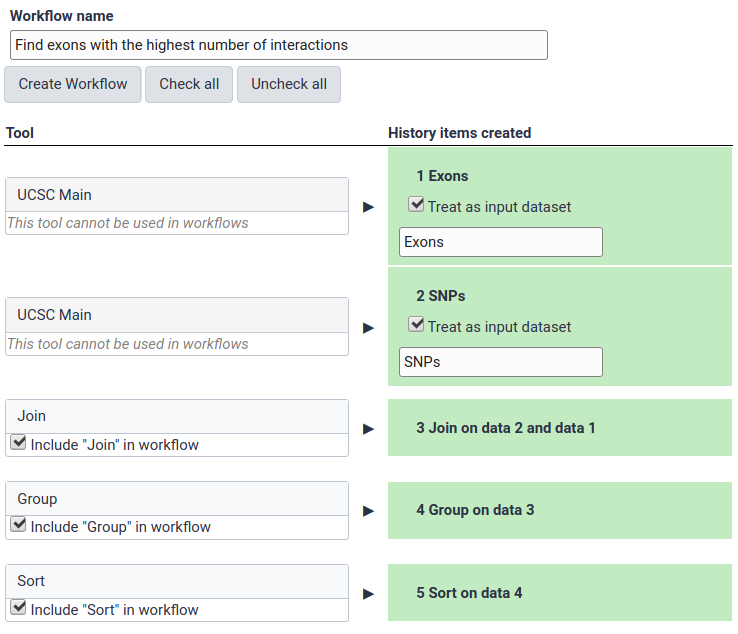 Workflow name
Find exons with the highest number of interactions
Create Workflow Check all Uncheck all
Tool History items created
UCSC Main
This tool cannot be used in workflows
1 Exons
Treat as input dataset
Exons
UCSC Main
This tool cannot be used in workflows
2 SNPs
Treat as input dataset
SNPs
Join
Include "Join" in workflow
3 Join on data 2 and data 1
Group
Include "Group" in workflow
4 Group on data 3
Sort
Include "Sort" in workflow
5 Sort on data 4